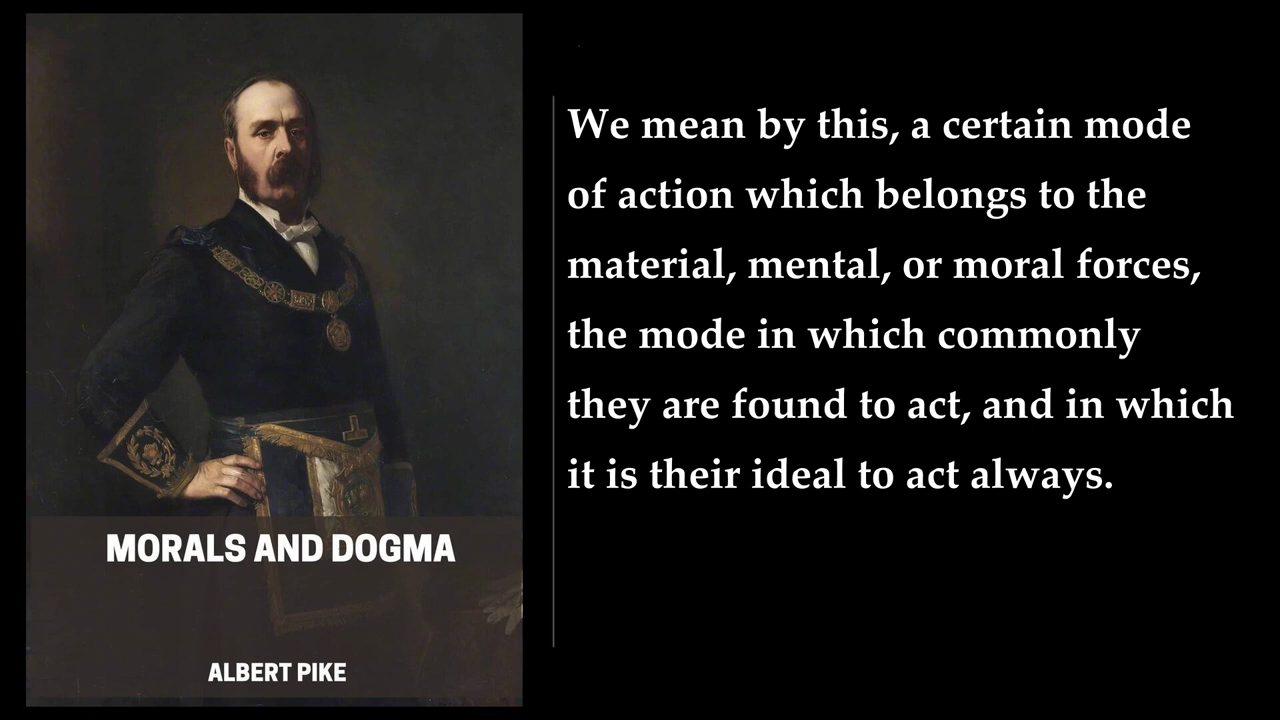 MORALS AND DOGMA
ALBERT PIKE
We mean by this, a certain mode
of action which belongs to the
material, mental, or moral forces,
the mode in which commonly
they are found to act, and in which
it is their ideal to act always.